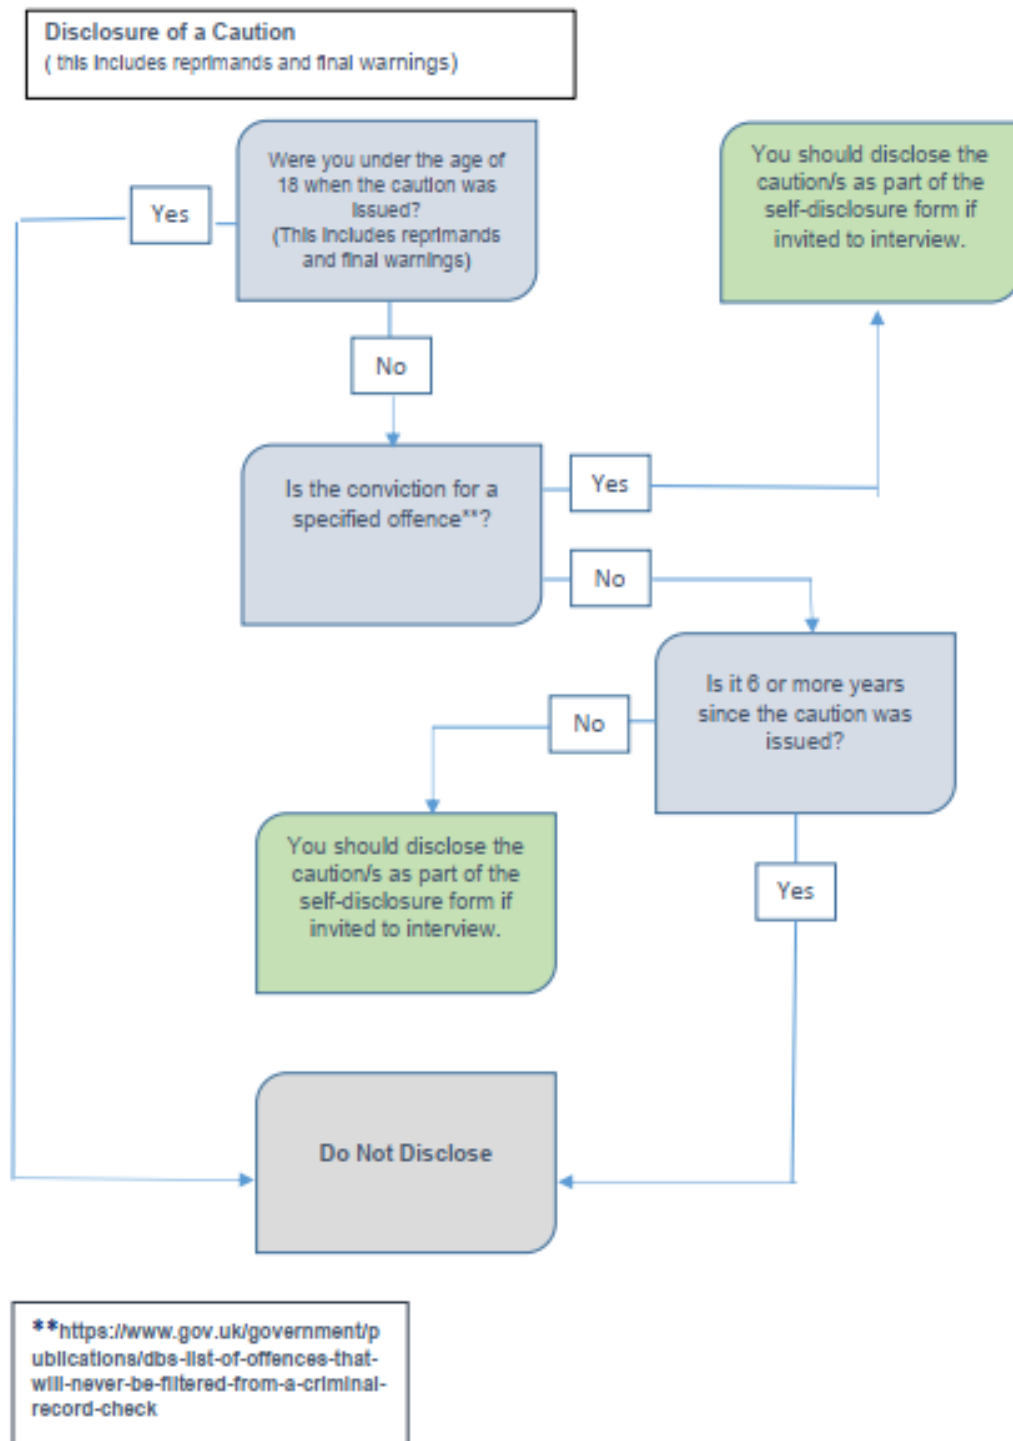 Disclosure of a Caution
( this includes reprimands and final warnings)
Were you under the age of
18 when the caution was
issued?
(This includes reprimands
and final warnings)
Yes
You should disclose the
caution/s as part of the
self-disclosure form if
invited to interview.
No
Is the conviction for a
specified offence**?
Yes
No
Is it 6 or more years
since the caution was
issued?
No
You should disclose the
caution/s as part of the
self-disclosure form if
invited to interview.
Yes
Do Not Disclose
**https://www.gov.uk/government/p
ublications/dbs-list-of-offences-that-
will-never-be-filtered-from-a-criminal-
record-check